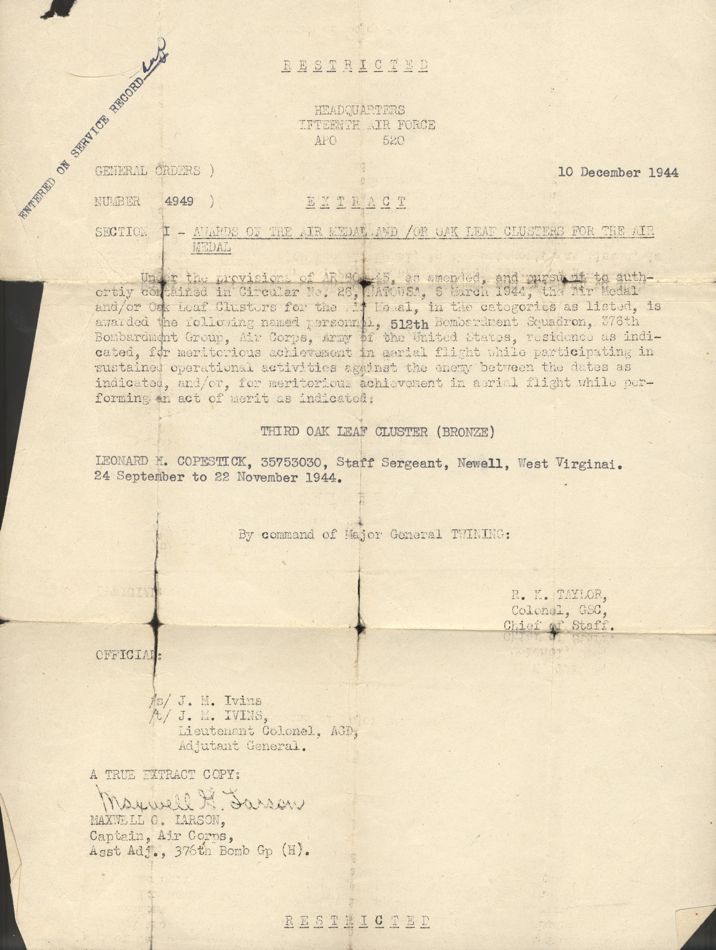 ENTERED ON SERVICE RECORD
RESTRICTED
HEADQUARTERS
IFTEENTH AIR FORCE
APO 520
GENERAL ORDERS )
10 December 1944
NUMBER 4949 )
EXTRACT
SECTION I - AWARDS OF THE AIR MEDAL AND /OR OAK LEAF CLUSTERS FOR THE AIR
MEDAL
Under the provisions of AR as amended, and pursuant to auth-
ortiy contained in Circular No. 26, NATOUSA, 6 March 1944, the Air Medal
and/or Oak Leaf Clusters for the Air Medal, in the categories as listed, is
awarded the following named personnel, 512th Bombardment Squadron, 376th
Bombardment Group, Air Corps, Army of the United States, residence as indi-
cated, for meritorious achievement in aerial flight while participating in
sustained operational activities against the enemy between the dates as
indicated, and/or, for meritorious achievement in aerial flight while per-
forming an act of merit as indicated:
THIRD OAK LEAF CLUSTER (BRONZE)
LEONARD COPESTICK, 35753030, Staff Sergeant, Newell, West Virginai.
24 September to 22 November 1944.
By command of Major General TWINING:
R. K. TAYLOR,
Colonel, GSC,
Chief of Staff.
OFFICIAL:
/s/ J. M. Ivins
/t/ J. M. IVINS,
Lieutenant Colonel, AGD,
Adjutant General.
A TRUE EXTRACT COPY:
Maxwell G. Larson
MAXWELL G. LARSON,
Captain, Air Corps,
Asst Adj., 376th Bomb Gp (H).
RESTRICTED